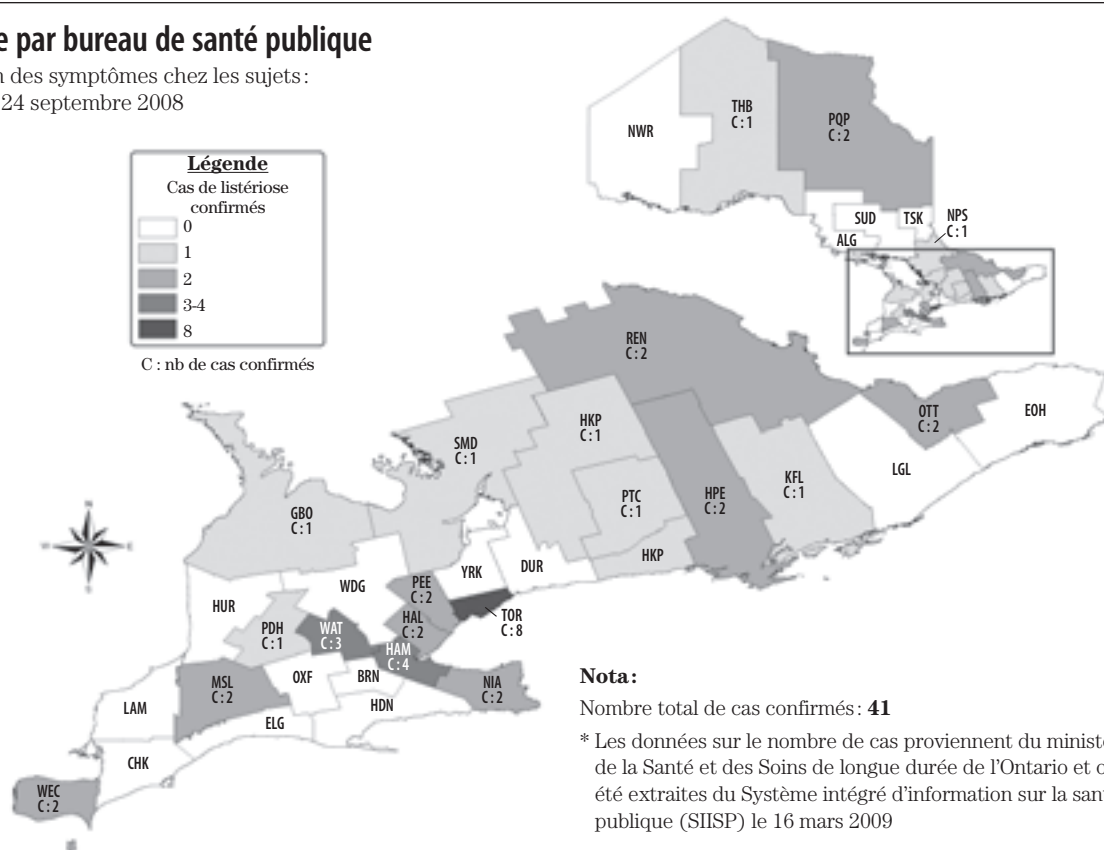 e par bureau de santé publique
n des symptômes chez les sujets :
24 septembre 2008
Légende
Cas de listériose
confirmés
0
1
2
3-4
8
C : nb de cas confirmés
NWR
THB
C : 1
PQP
C : 2
SUD
TSK
NPS
C : 1
ALG
REN
C : 2
OTT
C : 2
EOH
HKP
C : 1
SMD
C : 1
LGL
KFL
C : 1
PTC
C : 1
HPE
C : 2
GBO
C : 1
HKP
YRK
DUR
WDG
PEE
C : 2
HUR
TOR
C : 8
HAL
C : 2
PDH
C : 1
WAT
C : 3
HAM
C : 4
MSL
C : 2
OXF
BRN
NIA
C : 2
LAM
HDN
ELG
CHK
WEC
C : 2
N
E
S
W
Nota :
Nombre total de cas confirmés : 41
* Les données sur le nombre de cas proviennent du minist
de la Santé et des Soins de longue durée de l'Ontario et o
été extraites du Système intégré d'information sur la san
publique (SIISP) le 16 mars 2009